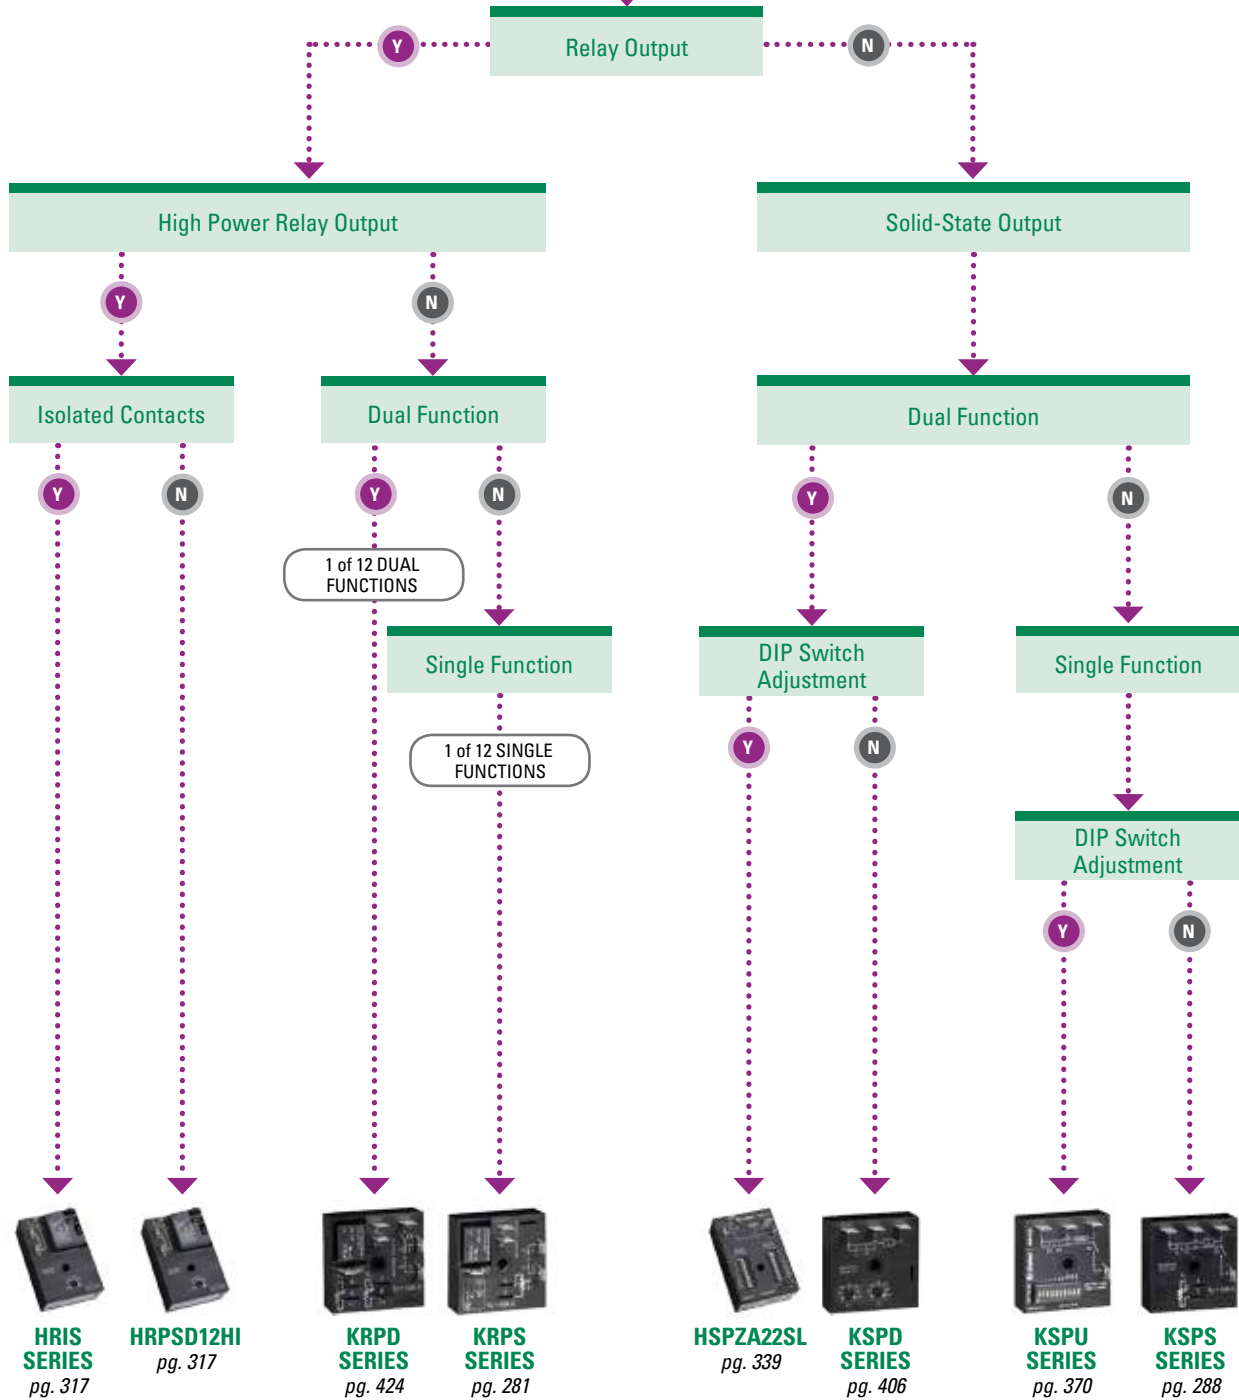 Relay Output
Y
N
High Power Relay Output
Solid-State Output
Y
N
Isolated Contacts
Dual Function
Dual Function
Y
N
Y
N
Y
N
1 of 12 DUAL
FUNCTIONS
Single Function
DIP Switch
Adjustment
Single Function
1 of 12 SINGLE
FUNCTIONS
Y
N
DIP Switch
Adjustment
Y
N
HRIS
SERIES
pg. 317
HRPSD12HI
pg. 317
KRPD
SERIES
pg. 424
KRPS
SERIES
pg. 281
HSPZA22SL
pg. 339
KSPD
SERIES
pg. 406
KSPU
SERIES
pg. 370
KSPS
SERIES
pg. 288